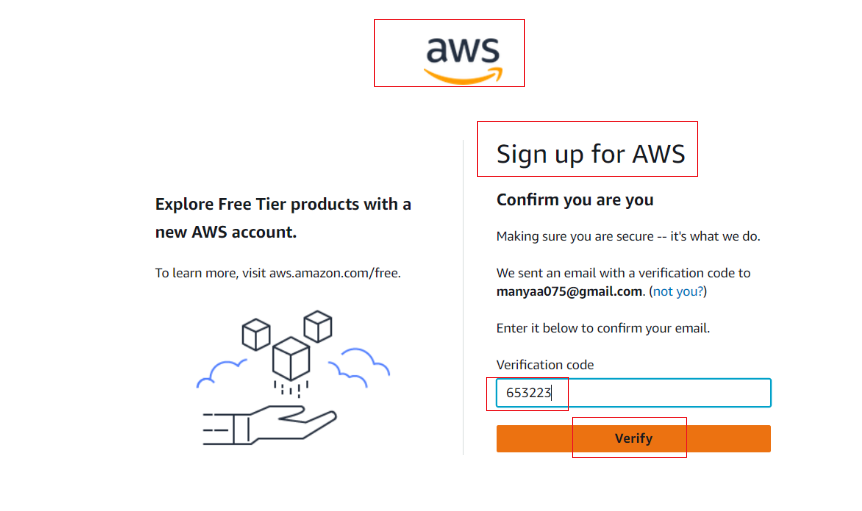 aws
Sign up for AWS
Explore Free Tier products with a
new AWS account.
To learn more, visit aws.amazon.com/free.
Confirm you are you
Making sure you are secure -- it's what we do.
We sent an email with a verification code to
manyaa075@gmail.com. (not you?)
Enter it below to confirm your email.
Verification code
653223
Verify